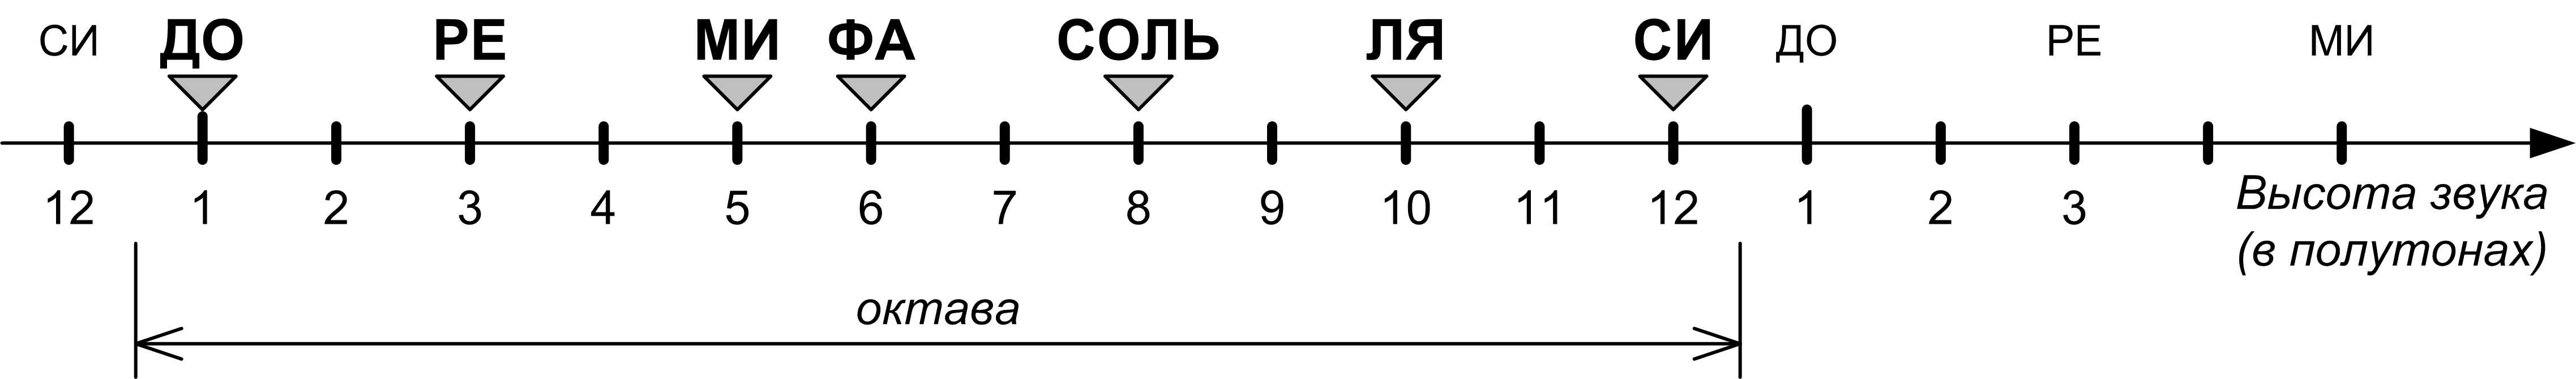 СИ ДО РЕ МИ ФА СОЛЬ ЛЯ СИ ДО РЕ МИ
12 1 2 3 4 5 6 7 8 9 10 11 12 1 2 3
Высота звука
(в полутонах)
октава